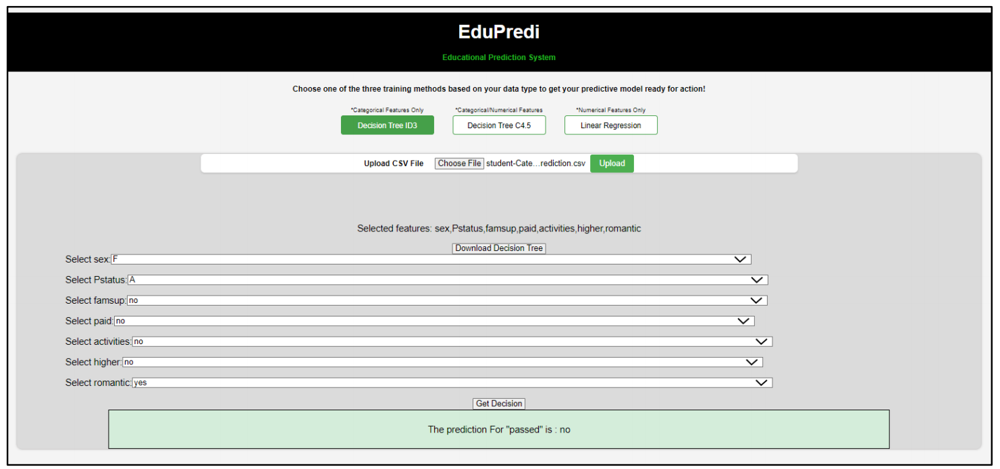 EduPredi
Educational Prediction System
Choose one of the three training methods based on your data type to get your predictive model ready for action!
*Categorical Features Only *Categorical/Numerical Features *Numerical Features Only
Decision Tree ID3 Decision Tree C4.5 Linear Regression
Upload CSV File Choose File student-Cate...rediction.csv Upload
Selected features: sex,Pstatus,famsup,paid,activities,higher,romantic
Download Decision Tree
Select sex: F
Select Pstatus: A
Select famsup: no
Select paid: no
Select activities: no
Select higher: no
Select romantic: yes
Get Decision
The prediction For "passed" is : no